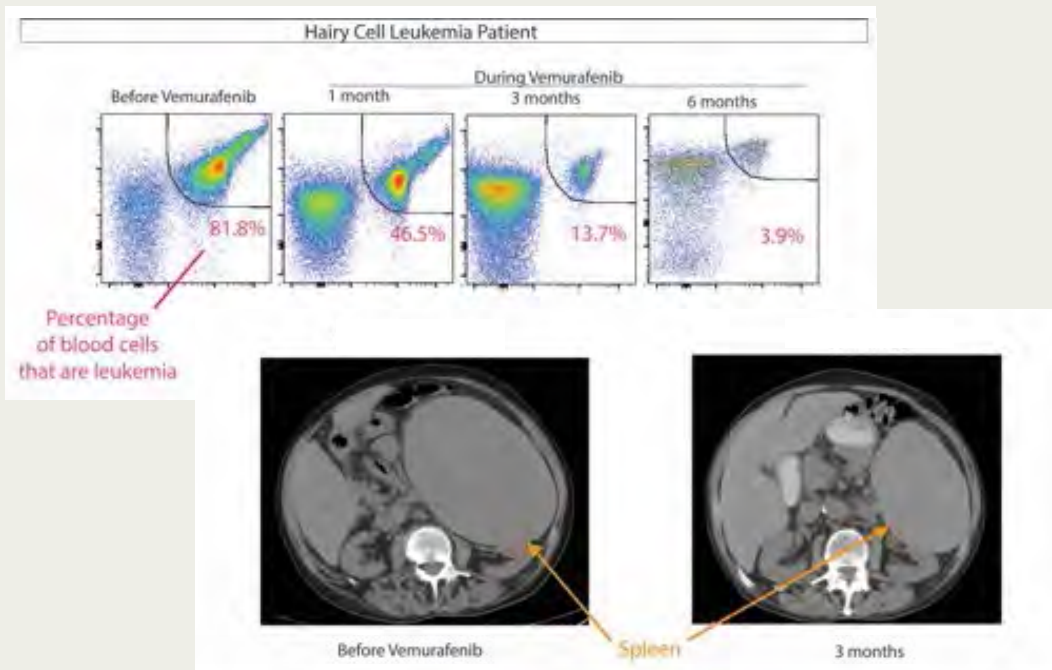 Hairy Cell Leukemia Patient
During Vemurafenib
Before Vemurafenib
1 month
3 months
6 months
81.8%
46.5%
13.7%
3.9%
Percentage
of blood cells
that are leukemia
Before Vemurafenib
Spleen
3 months